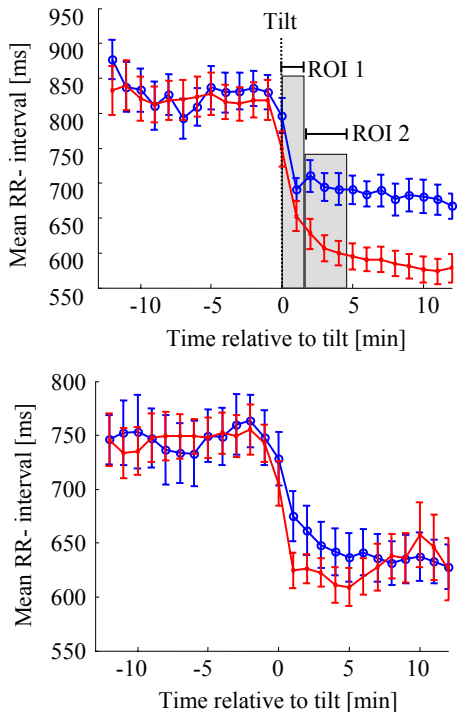 Tilt
ROI 1
ROI 2
Mean RR- interval [ms]
950
900
850
800
750
700
650
600
550
-10 -5 0 5 10
Time relative to tilt [min]
Mean RR- interval [ms]
800
750
700
650
600
550
-10 -5 0 5 10
Time relative to tilt [min]